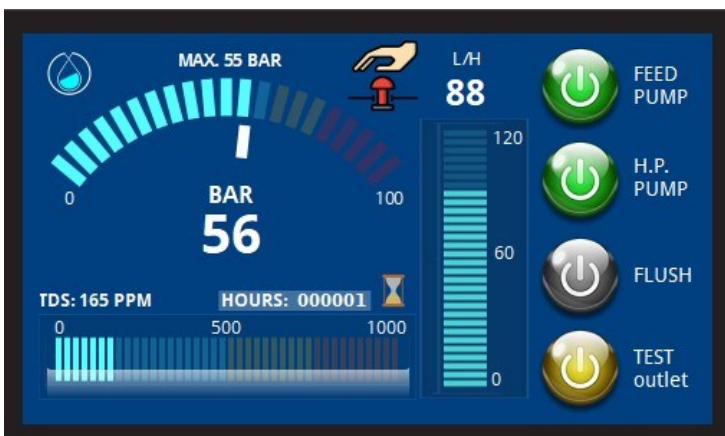 MAX. 55 BAR
0
100
BAR
56
L/H
88
120
60
0
TDS: 165 PPM
HOURS: 000001
0
500
1000
FEED
PUMP
H.P.
PUMP
FLUSH
TEST
outlet